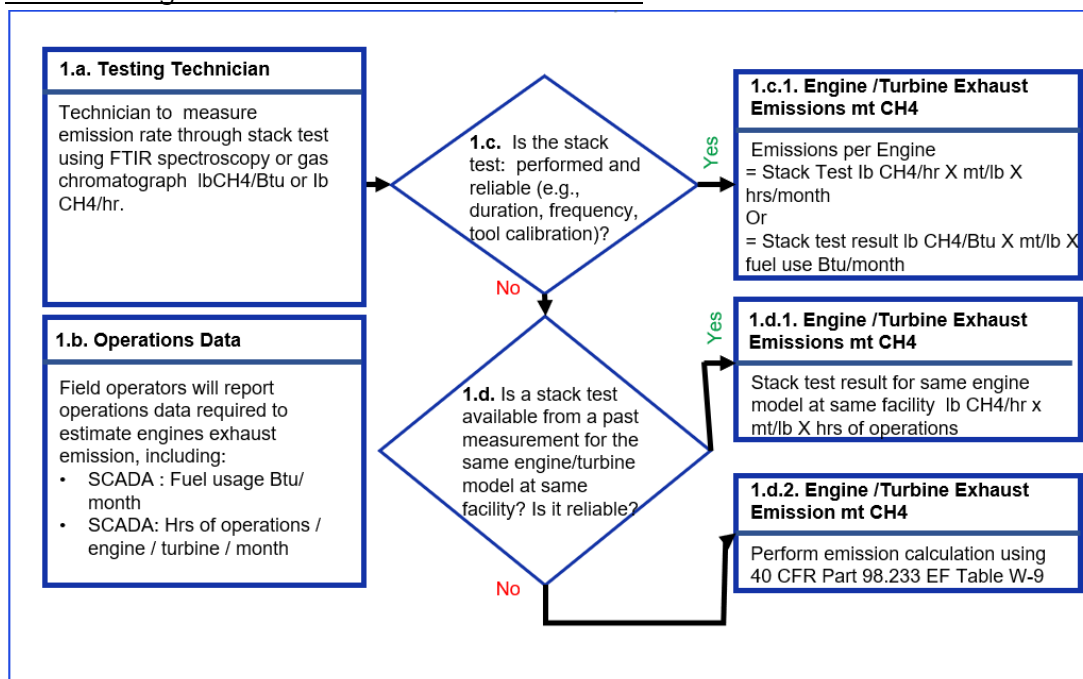 1.a. Testing Technician
Technician to measure
emission rate through stack test
using FTIR spectroscopy or gas
chromatograph lbCH4/Btu or lb
CH4/hr.
1.b. Operations Data
Field operators will report
operations data required to
estimate engines exhaust
emission, including:
• SCADA : Fuel usage Btu/
month
• SCADA: Hrs of operations /
engine / turbine / month
1.c. Is the stack
test: performed and
reliable (e.g.,
duration, frequency,
tool calibration)?
Yes
No
1.c.1. Engine /Turbine Exhaust
Emissions mt CH4
Emissions per Engine
= Stack Test lb CH4/hr X mt/lb X
hrs/month
Or
= Stack test result lb CH4/Btu X mt/lb X
fuel use Btu/month
1.d. Is a stack test
available from a past
measurement for the
same engine/turbine
model at same
facility? Is it reliable?
Yes
No
1.d.1. Engine /Turbine Exhaust
Emissions mt CH4
Stack test result for same engine
model at same facility lb CH4/hr x
mt/lb X hrs of operations
1.d.2. Engine /Turbine Exhaust
Emission mt CH4
Perform emission calculation using
40 CFR Part 98.233 EF Table W-9